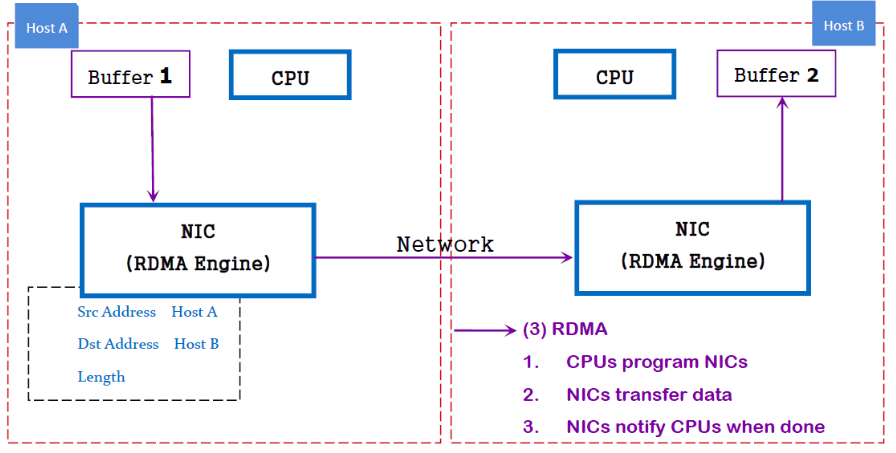 Host A
Host B
Buffer 1
CPU
CPU
Buffer 2
NIC
(RDMA Engine)
Network
NIC
(RDMA Engine)
Src Address Host A
Dst Address Host B
Length
(3) RDMA
1. CPUs program NICs
2. NICs transfer data
3. NICs notify CPUs when done